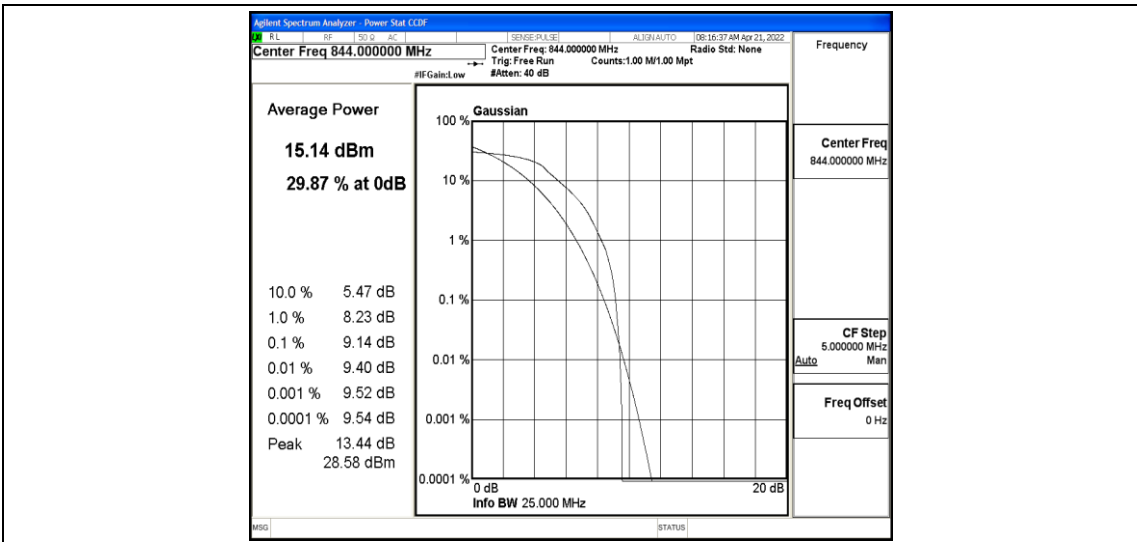 Agilent Spectrum Analyzer - Power Stat CCDF
RL RF 50 Ω AC SENSE:PULSE ALIGNAUTO 08:16:37 AM Apr 21, 2022
Center Freq 844.000000 MHz
Center Freq: 844.000000 MHz Radio Std: None
Trig: Free Run Counts:1.00 M/1.00 Mpt
#IFGain:Low #Atten: 40 dB
Average Power
15.14 dBm
29.87 % at 0dB
10.0 % 5.47 dB
1.0 % 8.23 dB
0.1 % 9.14 dB
0.01 % 9.40 dB
0.001 % 9.52 dB
0.0001 % 9.54 dB
Peak 13.44 dB
28.58 dBm
Gaussian
100 %
10 %
1 %
0.1 %
0.01 %
0.001 %
0.0001 %
0 dB 20 dB
Info BW 25.000 MHz
Frequency
Center Freq
844.000000 MHz
CF Step
5.000000 MHz
Auto Man
Freq Offset
0 Hz
MSG STATUS